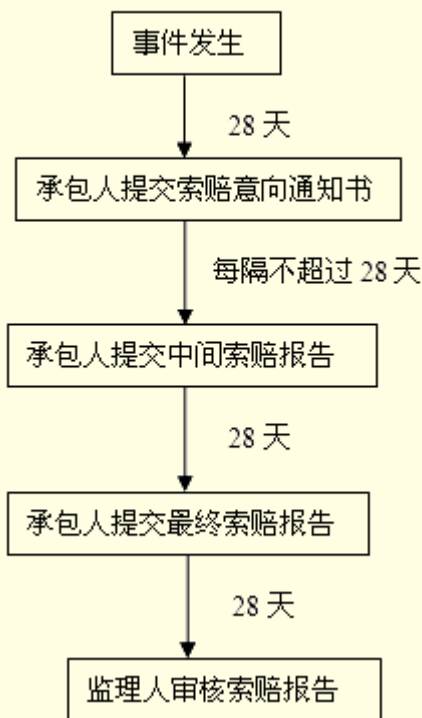 事件发生
28 天
承包人提交索赔意向通知书
每隔不超过 28 天
承包人提交中间索赔报告
28 天
承包人提交最终索赔报告
28 天
监理人审核索赔报告